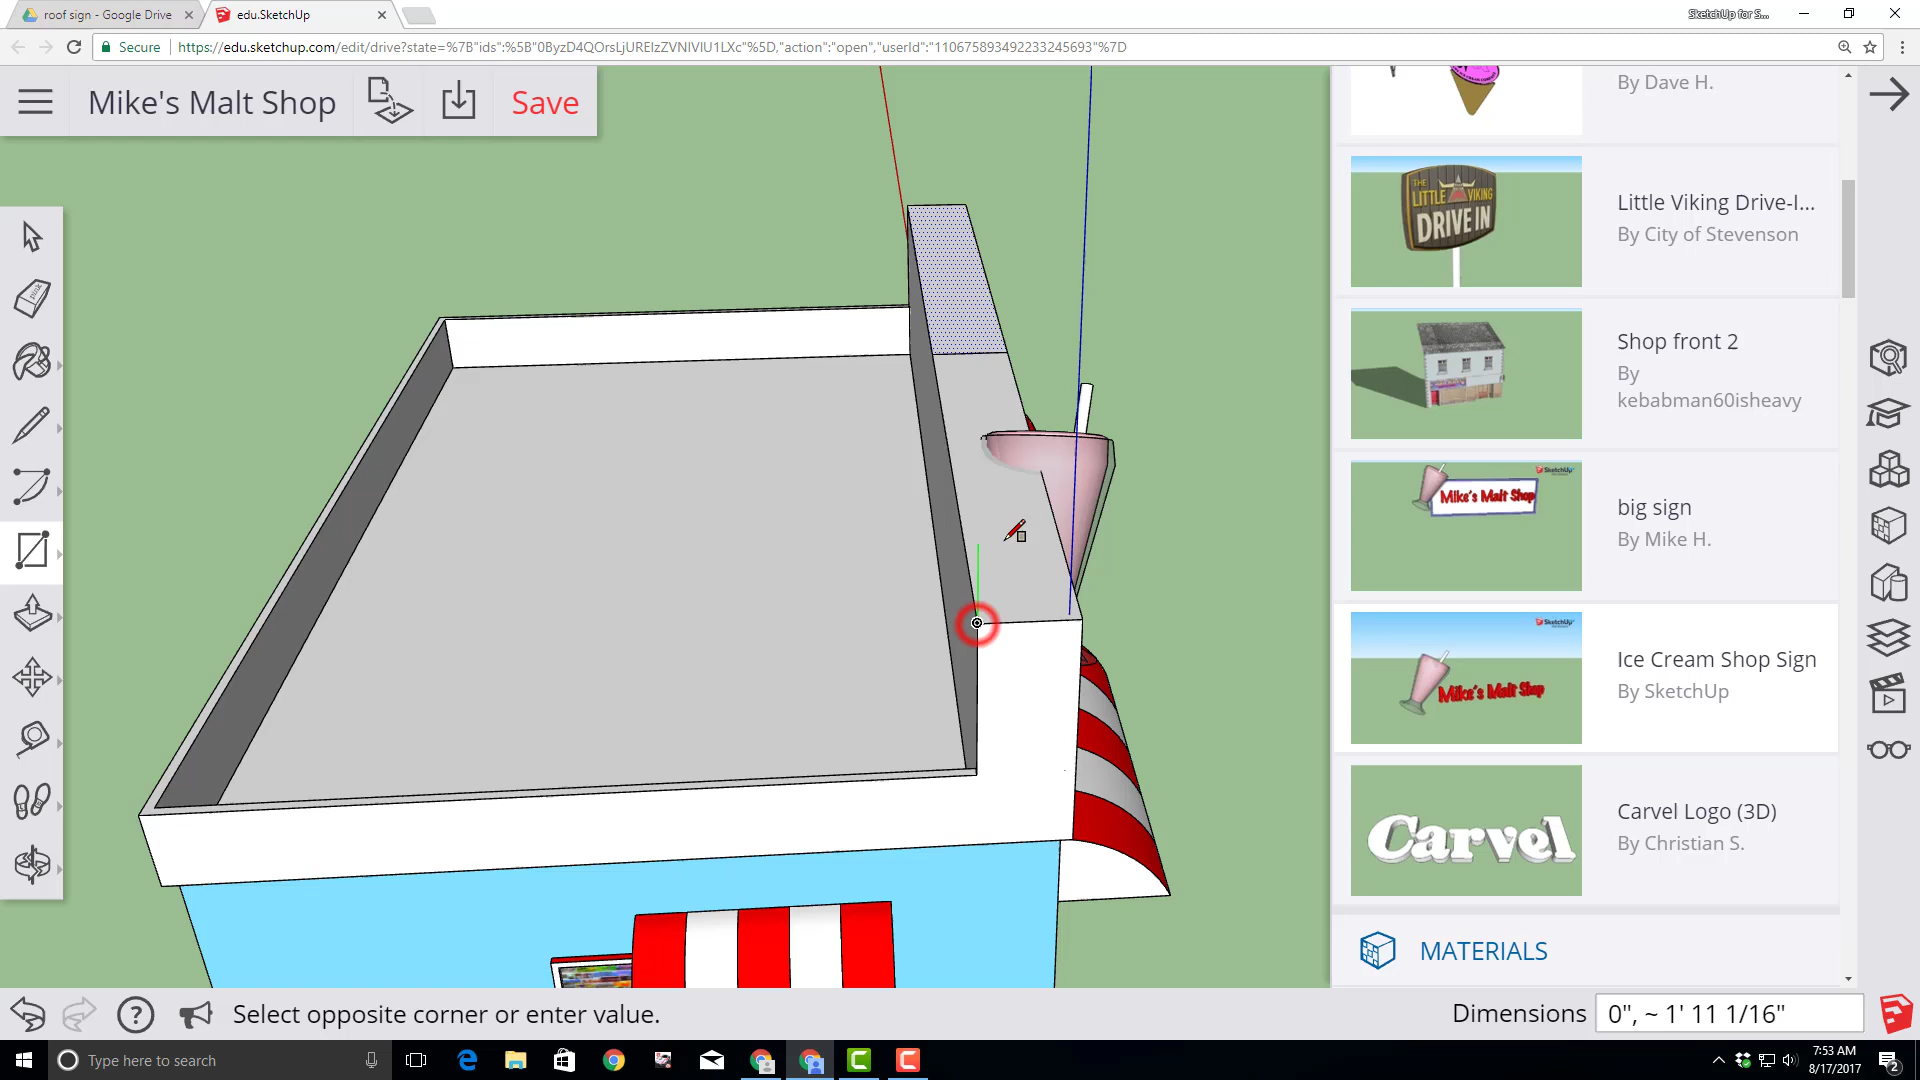 roof sign - Google Drive
edu.SketchUp
SketchUp for S...
Secure
https://edu.sketchup.com/edit/drive?state=%7B"ids":%5B"0ByzD4QOrsLjUREIzZVNIVlU1LXc"%5D,"action":"open","userId":"110675893492233245693"%7D
Mike's Malt Shop
Save
By Dave H.
THE
LITTLE VIKING
DRIVE IN
Little Viking Drive-I...
By City of Stevenson
Shop front 2
By
kebabman60isheavy
SketchUp
Mike's Malt Shop
big sign
By Mike H.
SketchUp
Mike's Malt Shop
Ice Cream Shop Sign
By SketchUp
Carvel
Carvel Logo (3D)
By Christian S.
MATERIALS
Select opposite corner or enter value.
Dimensions
0", ~ 1' 11 1/16"
Type here to search
7:53 AM
8/17/2017
2